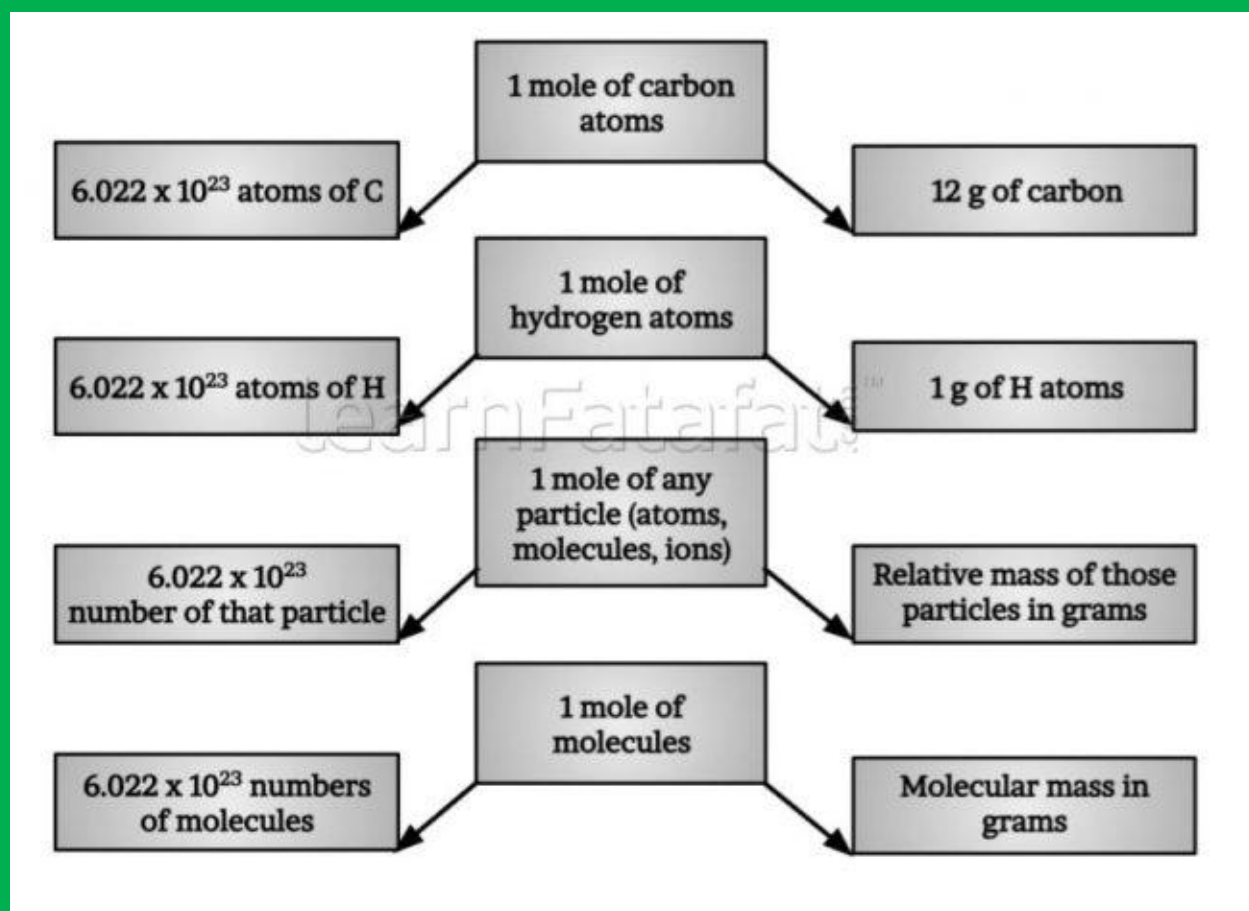 1 mole of carbon
atoms
6.022 x 10²³ atoms of C
12 g of carbon
1 mole of
hydrogen atoms
6.022 x 10²³ atoms of H
1 g of H atoms
learnFatafat™
1 mole of any
particle (atoms,
molecules, ions)
6.022 x 10²³
number of that particle
Relative mass of those
particles in grams
1 mole of
molecules
6.022 x 10²³ numbers
of molecules
Molecular mass in
grams